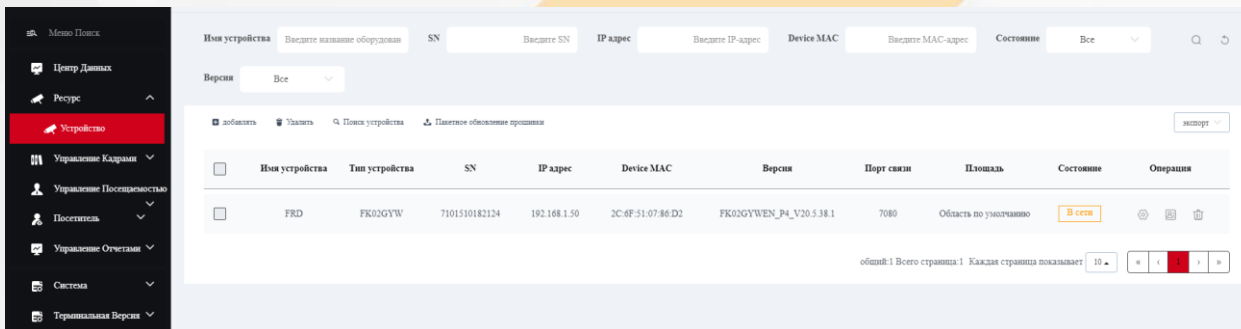 Меню Поиск
Центр Данных
Ресурс
Устройство
Управление Кадрами
Управление Посещаемостью
Посетитель
Управление Отчетами
Система
Терминальная Версия
Имя устройства Введите название оборудован SN Введите SN IP адрес Введите IP-адрес Device MAC Введите MAC-адрес Состояние Все
Версия Все
добавлять Удалить Поиск устройства Пакетное обновление прошивки экспорт
Имя устройства Тип устройства SN IP адрес Device MAC Версия Порт связи Площадь Состояние Операция
FRD FK02GYW 7101510182124 192.168.1.50 2C:6F:51:07:86:D2 FK02GYWEN_P4_V20.5.38.1 7080 Область по умолчанию В сети
общий:1 Всего страница:1 Каждая страница показывает 10 « ‹ 1 › »